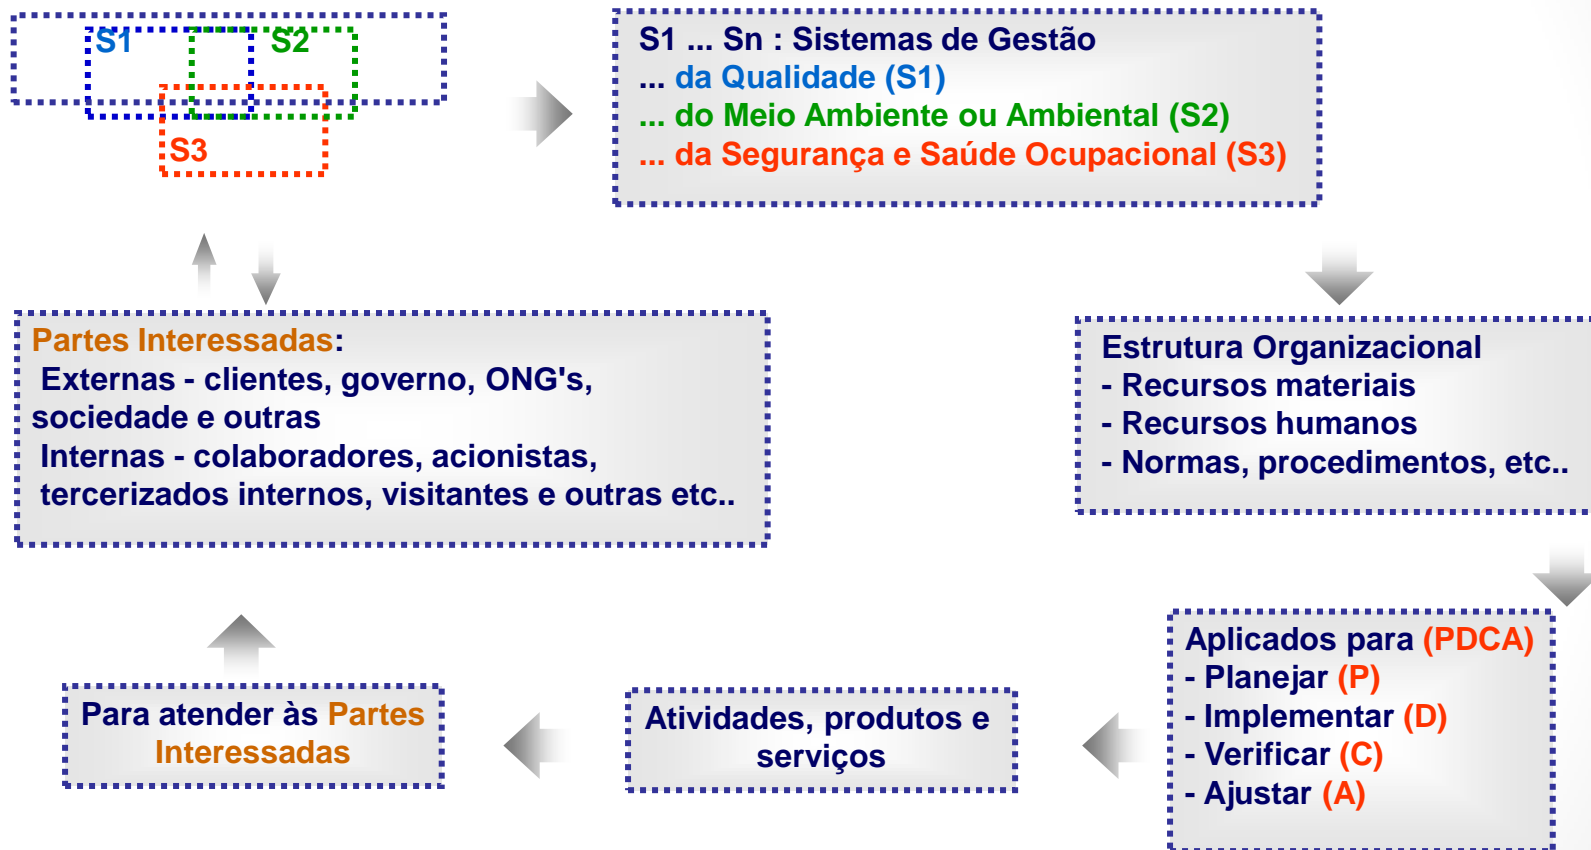 S1
S2
S3
S1 ... Sn : Sistemas de Gestão
... da Qualidade (S1)
... do Meio Ambiente ou Ambiental (S2)
... da Segurança e Saúde Ocupacional (S3)
Partes Interessadas:
Externas - clientes, governo, ONG's,
sociedade e outras
Internas - colaboradores, acionistas,
tercerizados internos, visitantes e outras etc..
Estrutura Organizacional
- Recursos materiais
- Recursos humanos
- Normas, procedimentos, etc..
Aplicados para (PDCA)
- Planejar (P)
- Implementar (D)
- Verificar (C)
- Ajustar (A)
Atividades, produtos e
serviços
Para atender às Partes
Interessadas